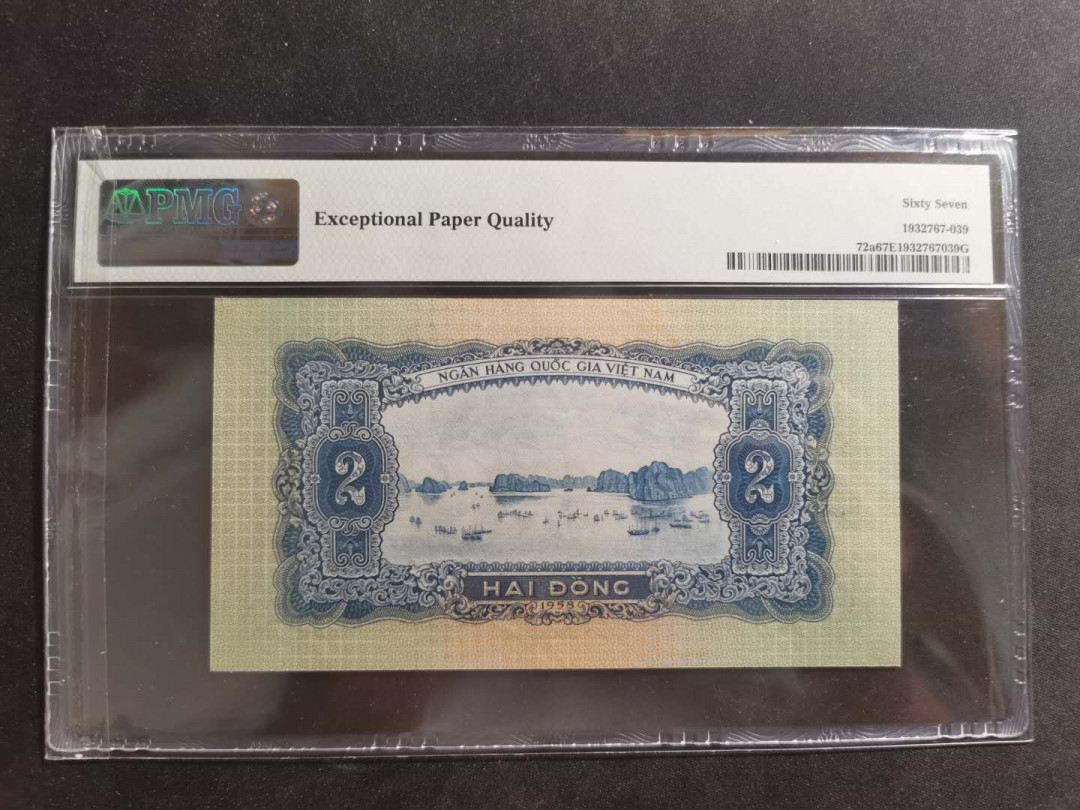 PMG
Exceptional Paper Quality
Sixty Seven
1932767-039
72a67E1932767039G
NGÂN HÀNG QUỐC GIA VIỆT NAM
2
2
HAI ĐỒNG
1958